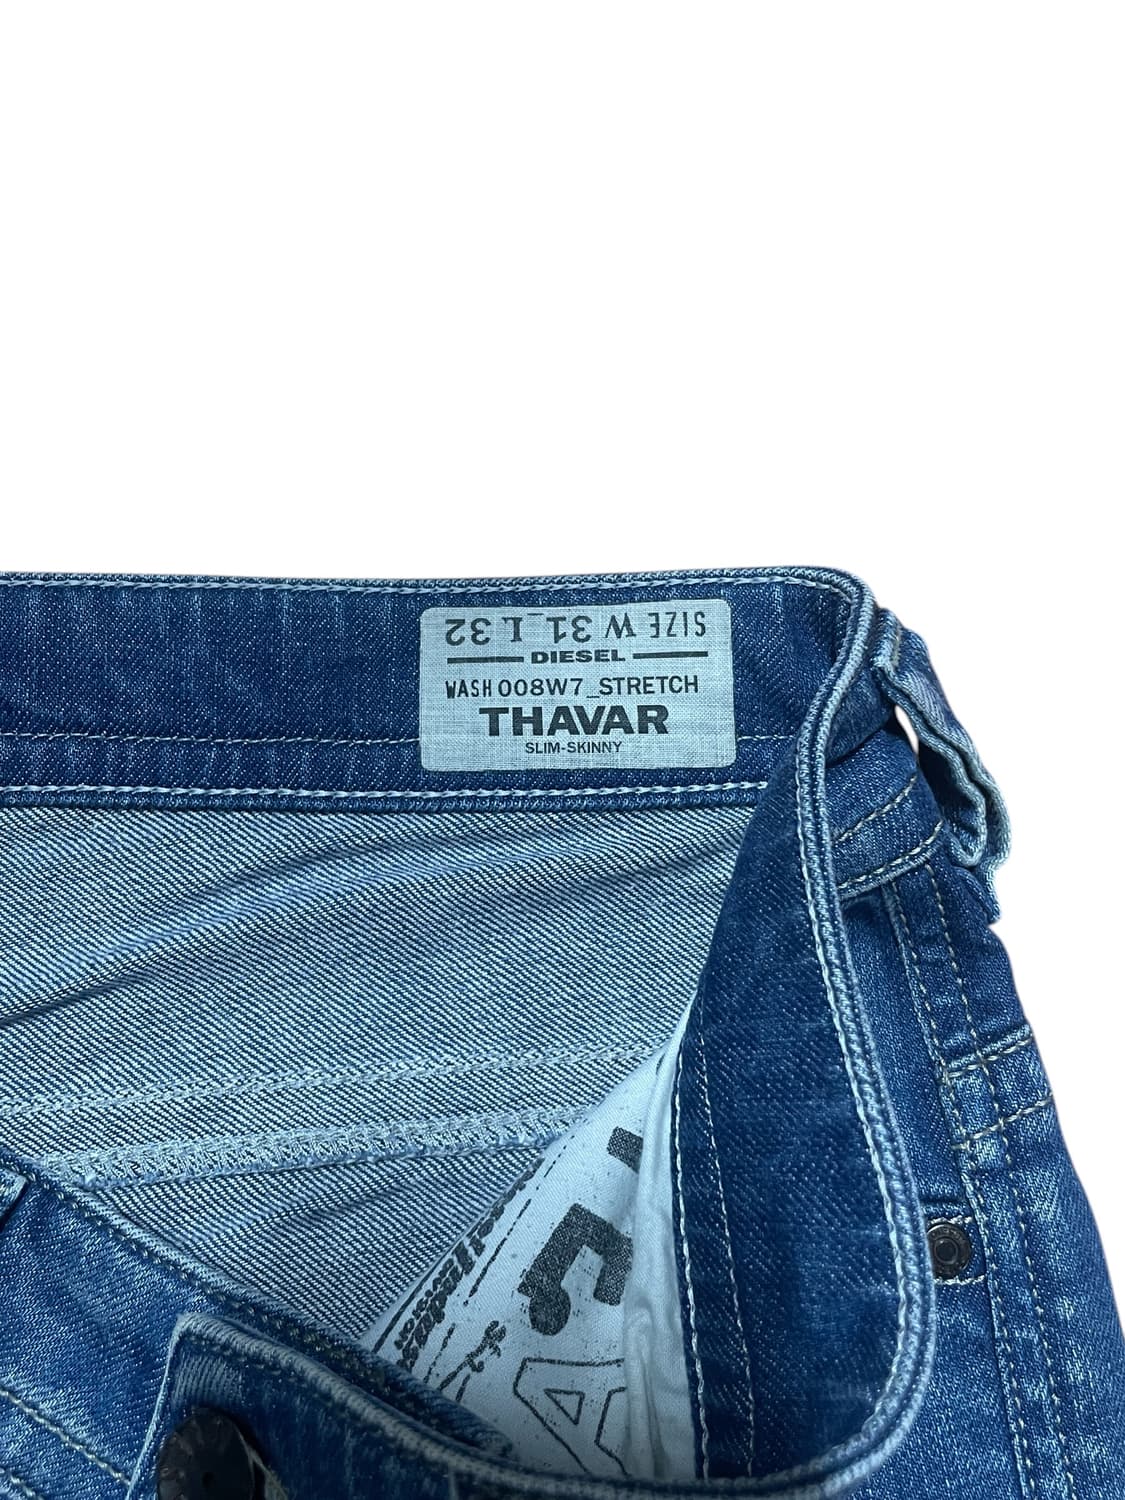 SIZE W 31_L 32
DIESEL
WASH 008W7_STRETCH
THAVAR
SLIM-SKINNY